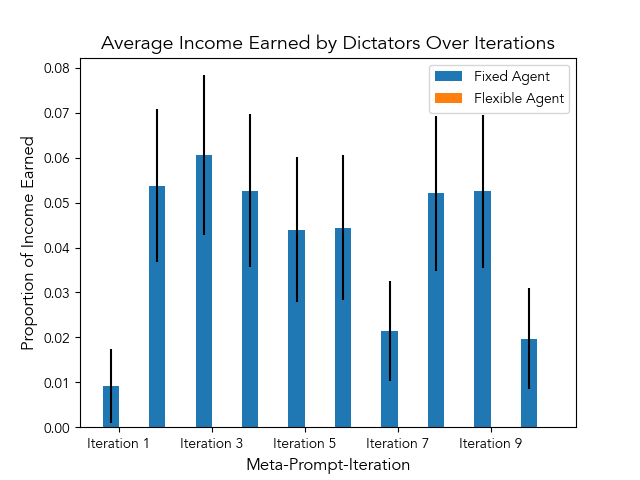 Average Income Earned by Dictators Over Iterations
Fixed Agent
Flexible Agent
Proportion of Income Earned
0.08
0.07
0.06
0.05
0.04
0.03
0.02
0.01
0.00
Iteration 1
Iteration 3
Iteration 5
Iteration 7
Iteration 9
Meta-Prompt-Iteration